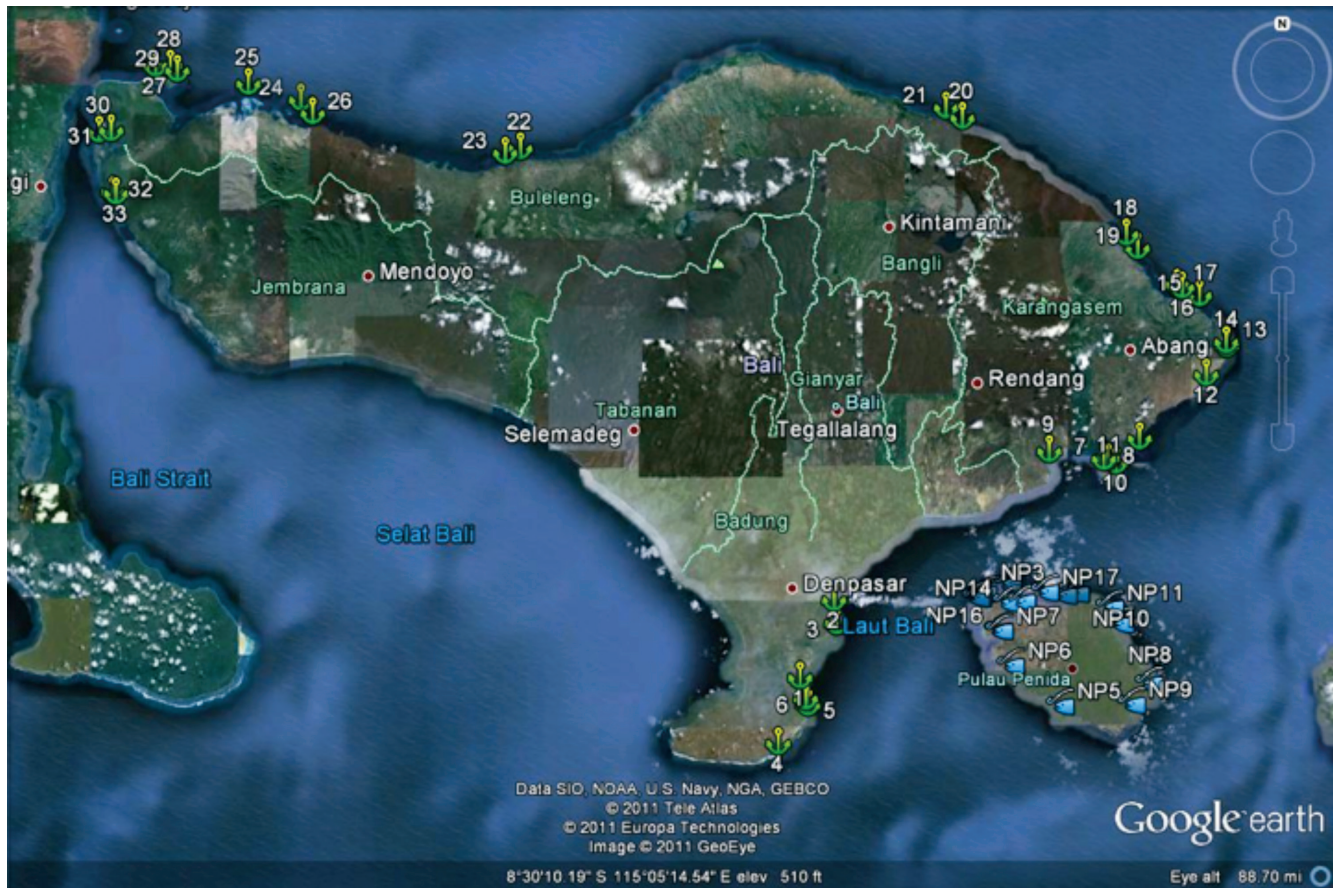 28
29
25
27
24
26
30
31
32
33
23
22
21
20
18
19
15
17
16
14
13
12
9
7
11
8
10
2
3
6
1
5
4
N
gi
Buleleng
Kintamani
Bangli
Mendoyo
Jembrana
Karangasem
Abang
Bali
Gianyar
Rendang
Bali
Tabanan
Tegallalang
Selemadeg
Bali Strait
Selat Bali
Badung
Denpasar
Laut Bali
NP14
NP3
NP17
NP11
NP16
NP7
NP10
NP6
NP8
Pulau Penida
NP5
NP9
Data SIO, NOAA, U.S. Navy, NGA, GEBCO
© 2011 Tele Atlas
© 2011 Europa Technologies
Image © 2011 GeoEye
Google earth
8°30'10.19" S 115°05'14.54" E elev 510 ft
Eye alt 88.70 mi